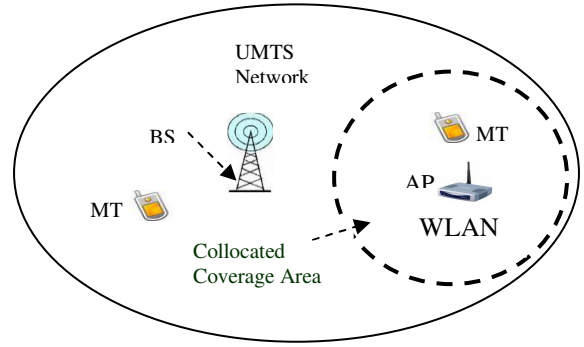 UMTS
Network
BS
MT
AP
WLAN
MT
Collocated
Coverage Area